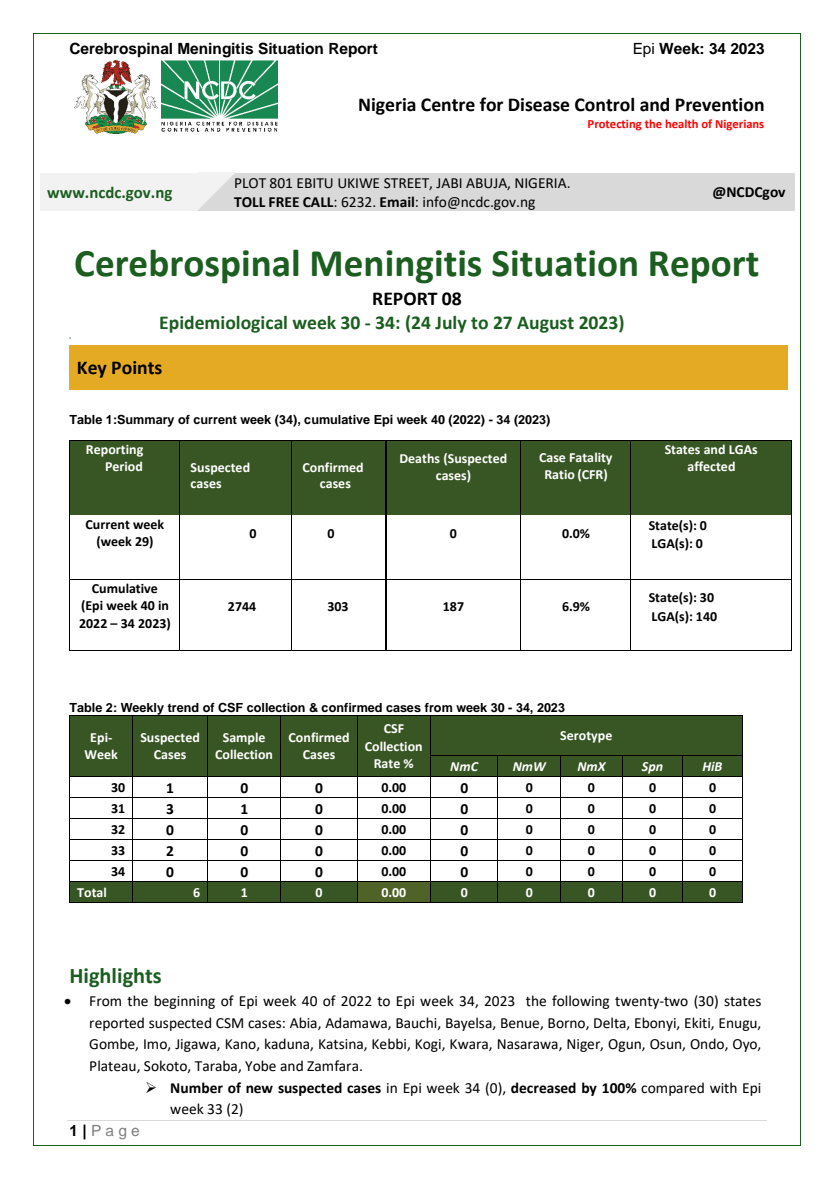 Cerebrospinal Meningitis Situation Report Epi Week: 34 2023
NCDC
NIGERIA CENTRE FOR DISEASE
CONTROL AND PREVENTION
Nigeria Centre for Disease Control and Prevention
Protecting the health of Nigerians
www.ncdc.gov.ng
PLOT 801 EBITU UKIWE STREET, JABI ABUJA, NIGERIA.
TOLL FREE CALL: 6232. Email: info@ncdc.gov.ng
@NCDCgov
Cerebrospinal Meningitis Situation Report
REPORT 08
Epidemiological week 30 - 34: (24 July to 27 August 2023)
Key Points
Table 1:Summary of current week (34), cumulative Epi week 40 (2022) - 34 (2023)
Reporting Period Suspected cases Confirmed cases Deaths (Suspected cases) Case Fatality Ratio (CFR) States and LGAs affected
Current week (week 29) 0 0 0 0.0% State(s): 0 LGA(s): 0
Cumulative (Epi week 40 in 2022 – 34 2023) 2744 303 187 6.9% State(s): 30 LGA(s): 140
Table 2: Weekly trend of CSF collection & confirmed cases from week 30 - 34, 2023
Epi-Week Suspected Cases Sample Collection Confirmed Cases CSF Collection Rate % Serotype
NmC NmW NmX Spn HiB
30 1 0 0 0.00 0 0 0 0 0
31 3 1 0 0.00 0 0 0 0 0
32 0 0 0 0.00 0 0 0 0 0
33 2 0 0 0.00 0 0 0 0 0
34 0 0 0 0.00 0 0 0 0 0
Total 6 1 0 0.00 0 0 0 0 0
Highlights
• From the beginning of Epi week 40 of 2022 to Epi week 34, 2023 the following twenty-two (30) states
reported suspected CSM cases: Abia, Adamawa, Bauchi, Bayelsa, Benue, Borno, Delta, Ebonyi, Ekiti, Enugu,
Gombe, Imo, Jigawa, Kano, kaduna, Katsina, Kebbi, Kogi, Kwara, Nasarawa, Niger, Ogun, Osun, Ondo, Oyo,
Plateau, Sokoto, Taraba, Yobe and Zamfara.
➢ Number of new suspected cases in Epi week 34 (0), decreased by 100% compared with Epi
week 33 (2)
1 | Page